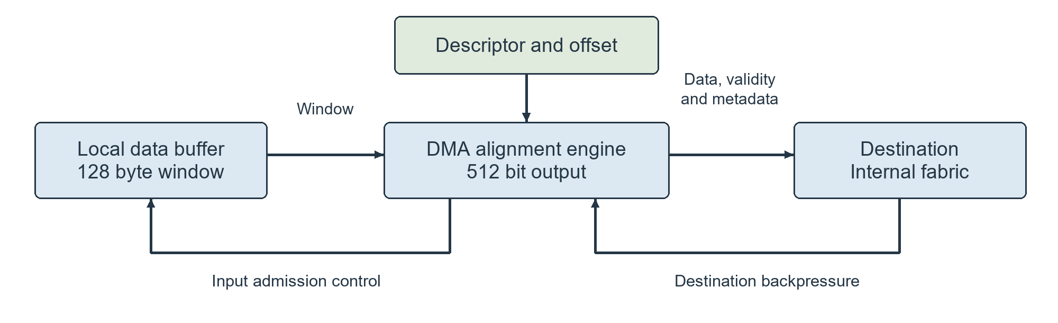 Descriptor and offset
Data, validity
and metadata
Window
Local data buffer
128 byte window
DMA alignment engine
512 bit output
Destination
Internal fabric
Input admission control
Destination backpressure